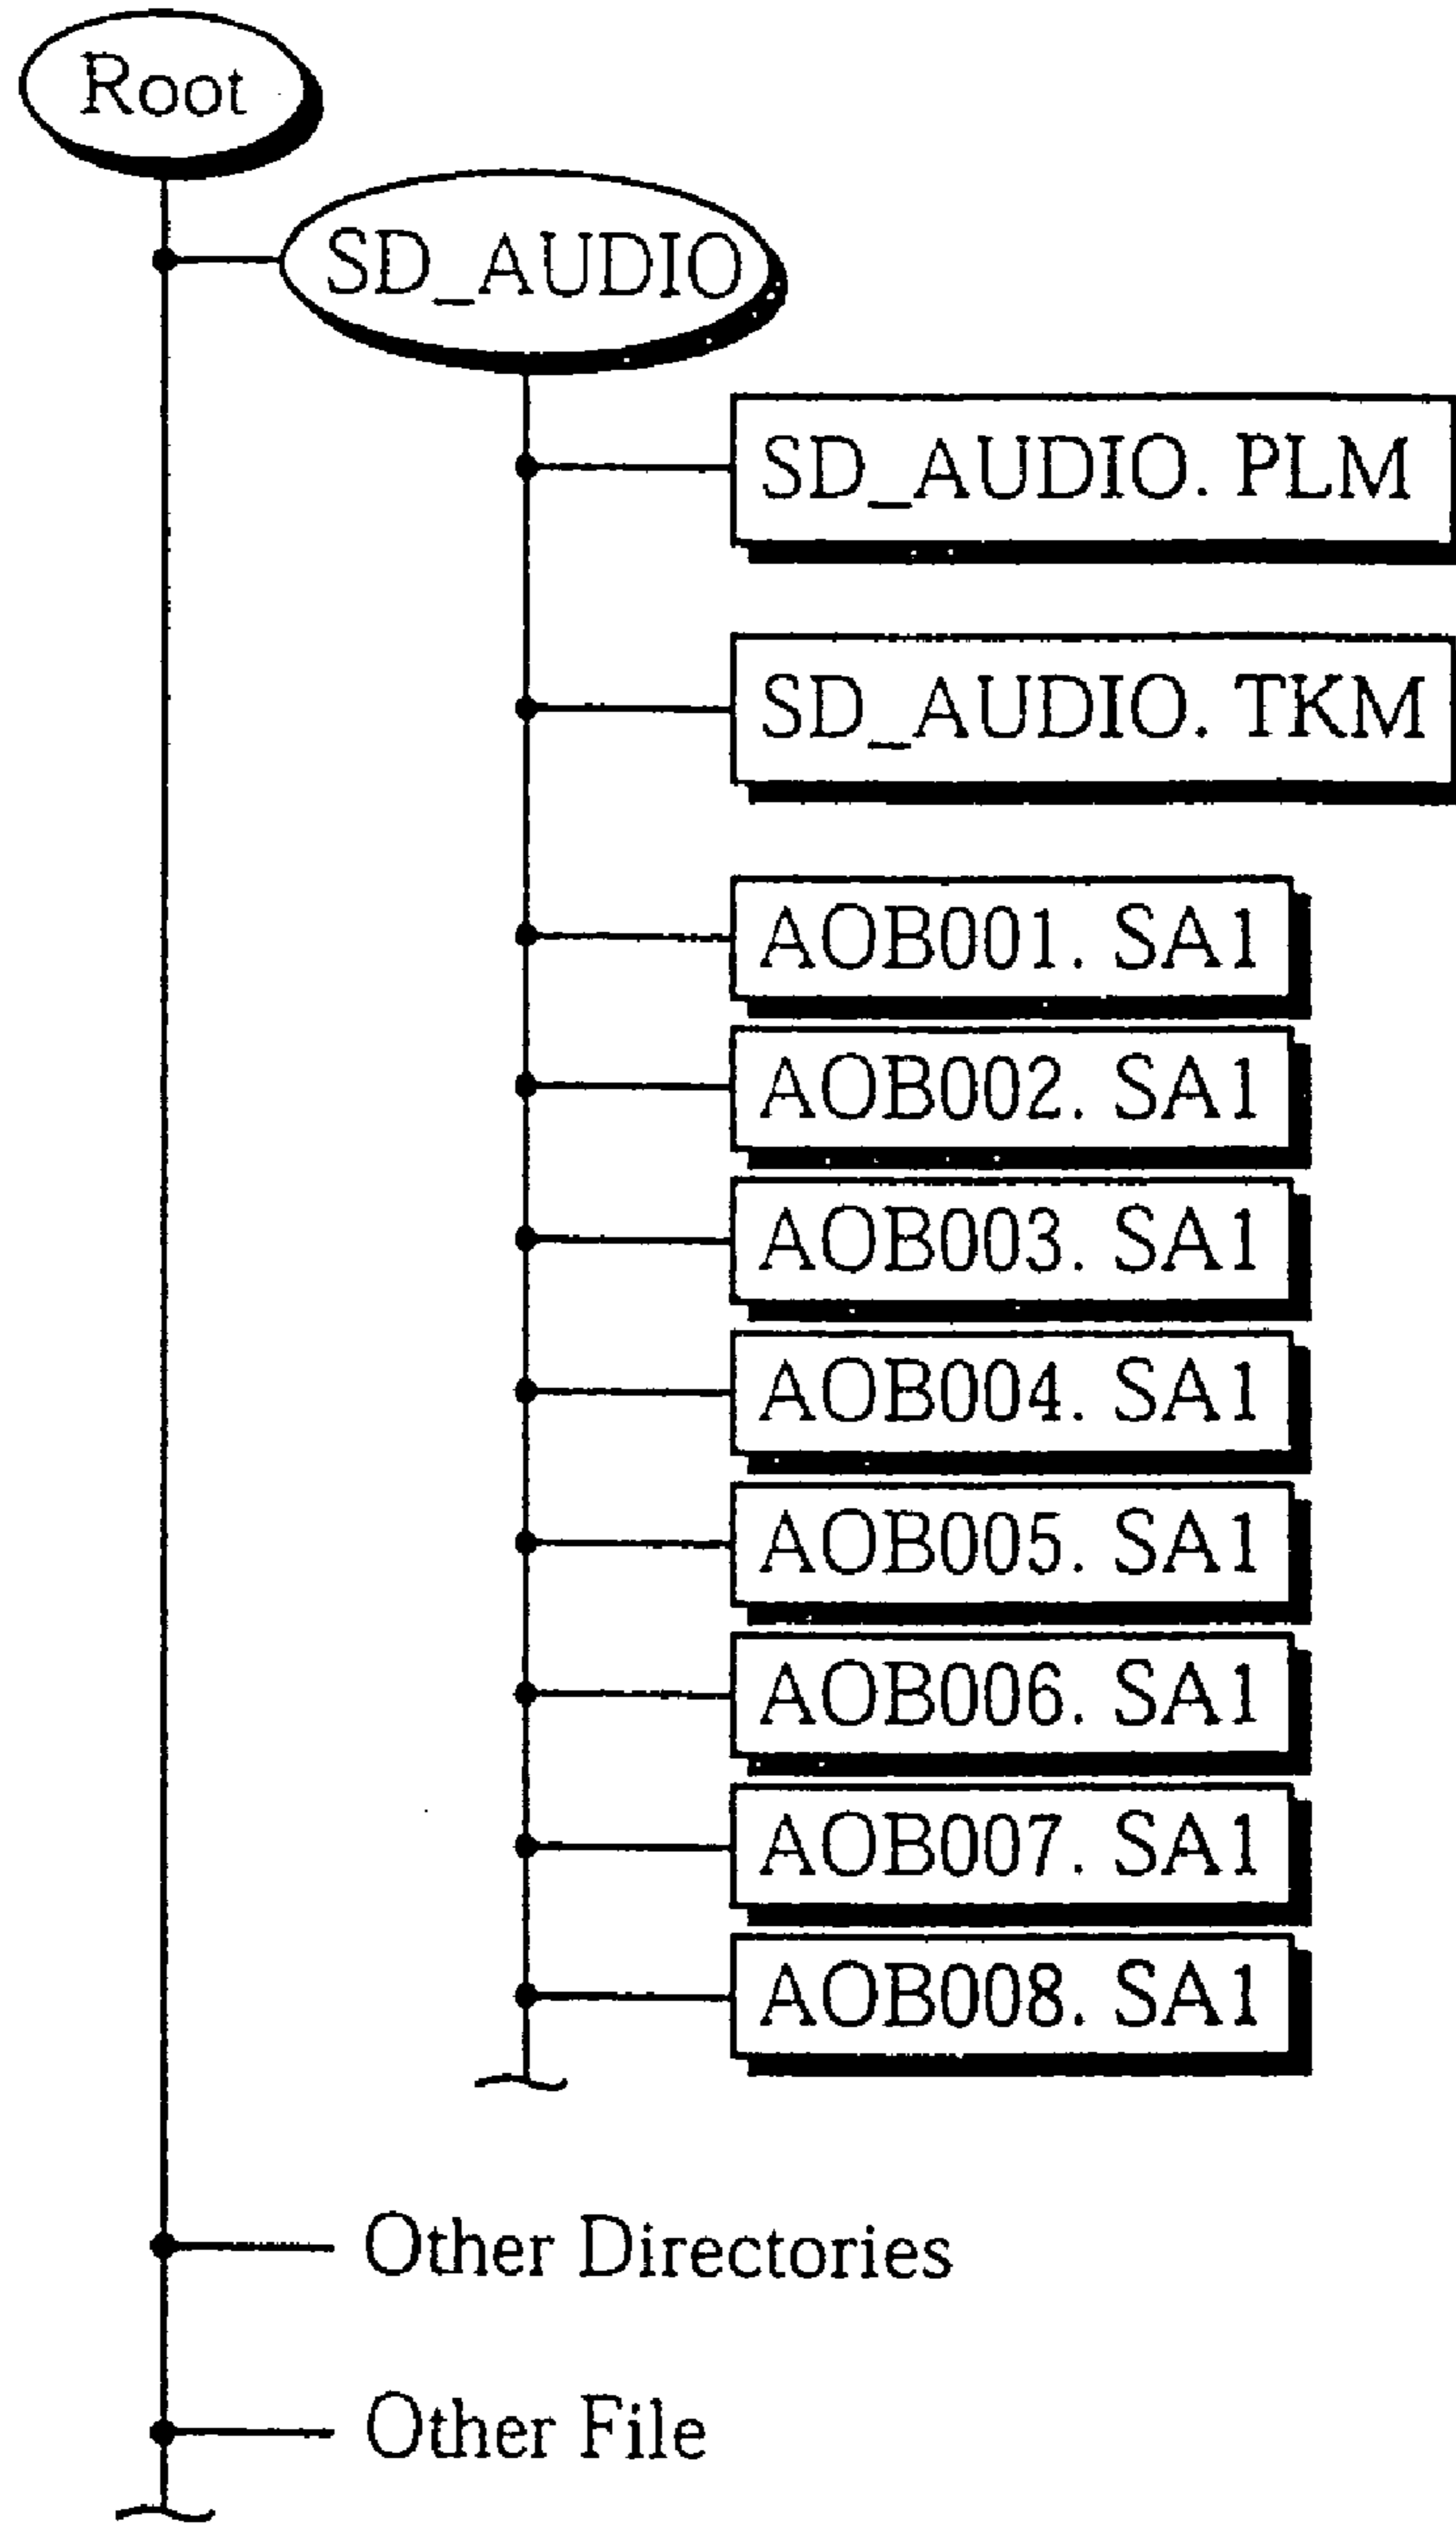 Root
SD_AUDIO
SD_AUDIO. PLM
SD_AUDIO. TKM
AOB001. SA1
AOB002. SA1
AOB003. SA1
AOB004. SA1
AOB005. SA1
AOB006. SA1
AOB007. SA1
AOB008. SA1
Other Directories
Other File